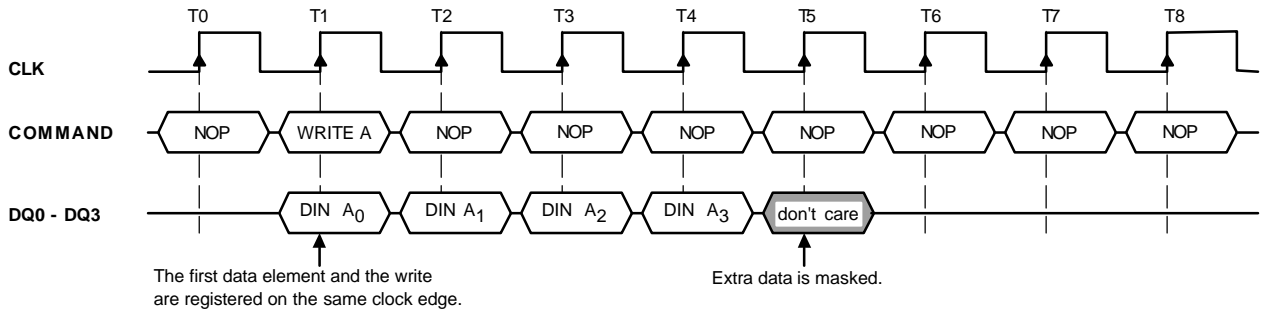 T0 T1 T2 T3 T4 T5 T6 T7 T8
CLK
COMMAND NOP WRITE A NOP NOP NOP NOP NOP NOP NOP
DQ0 - DQ3 DIN A0 DIN A1 DIN A2 DIN A3 don't care
The first data element and the write
are registered on the same clock edge.
Extra data is masked.